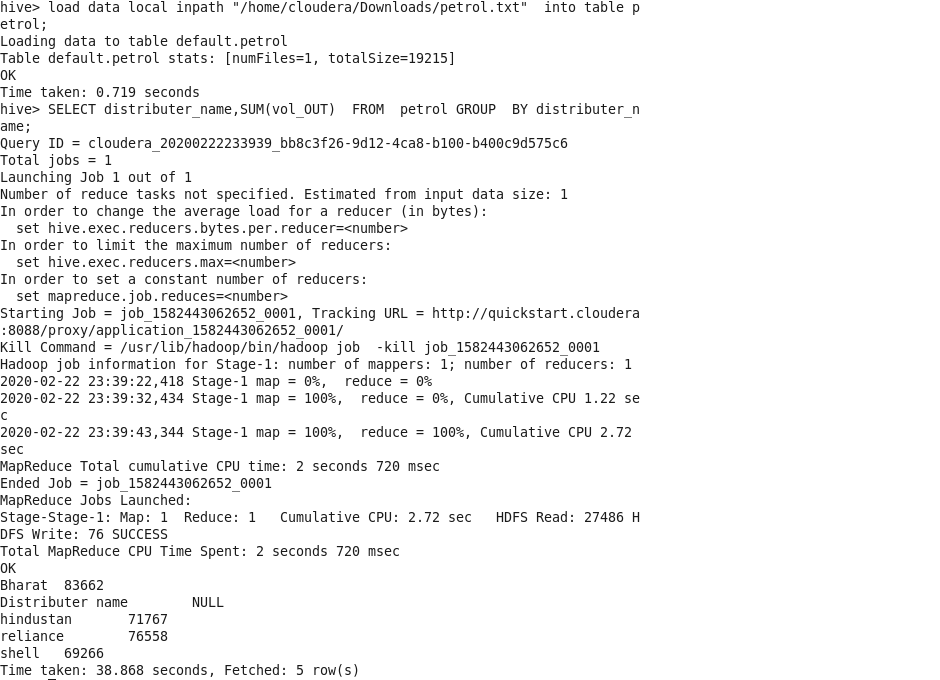 hive> load data local inpath "/home/cloudera/Downloads/petrol.txt"  into table p
etrol;
Loading data to table default.petrol
Table default.petrol stats: [numFiles=1, totalSize=19215]
OK
Time taken: 0.719 seconds
hive> SELECT distributer_name,SUM(vol_OUT)  FROM  petrol GROUP  BY distributer_n
ame;
Query ID = cloudera_20200222233939_bb8c3f26-9d12-4ca8-b100-b400c9d575c6
Total jobs = 1
Launching Job 1 out of 1
Number of reduce tasks not specified. Estimated from input data size: 1
In order to change the average load for a reducer (in bytes):
  set hive.exec.reducers.bytes.per.reducer=<number>
In order to limit the maximum number of reducers:
  set hive.exec.reducers.max=<number>
In order to set a constant number of reducers:
  set mapreduce.job.reduces=<number>
Starting Job = job_1582443062652_0001, Tracking URL = http://quickstart.cloudera
:8088/proxy/application_1582443062652_0001/
Kill Command = /usr/lib/hadoop/bin/hadoop job  -kill job_1582443062652_0001
Hadoop job information for Stage-1: number of mappers: 1; number of reducers: 1
2020-02-22 23:39:22,418 Stage-1 map = 0%,  reduce = 0%
2020-02-22 23:39:32,434 Stage-1 map = 100%,  reduce = 0%, Cumulative CPU 1.22 se
c
2020-02-22 23:39:43,344 Stage-1 map = 100%,  reduce = 100%, Cumulative CPU 2.72
sec
MapReduce Total cumulative CPU time: 2 seconds 720 msec
Ended Job = job_1582443062652_0001
MapReduce Jobs Launched:
Stage-Stage-1: Map: 1  Reduce: 1   Cumulative CPU: 2.72 sec   HDFS Read: 27486 H
DFS Write: 76 SUCCESS
Total MapReduce CPU Time Spent: 2 seconds 720 msec
OK
Bharat  83662
Distributer name        NULL
hindustan       71767
reliance        76558
shell   69266
Time taken: 38.868 seconds, Fetched: 5 row(s)